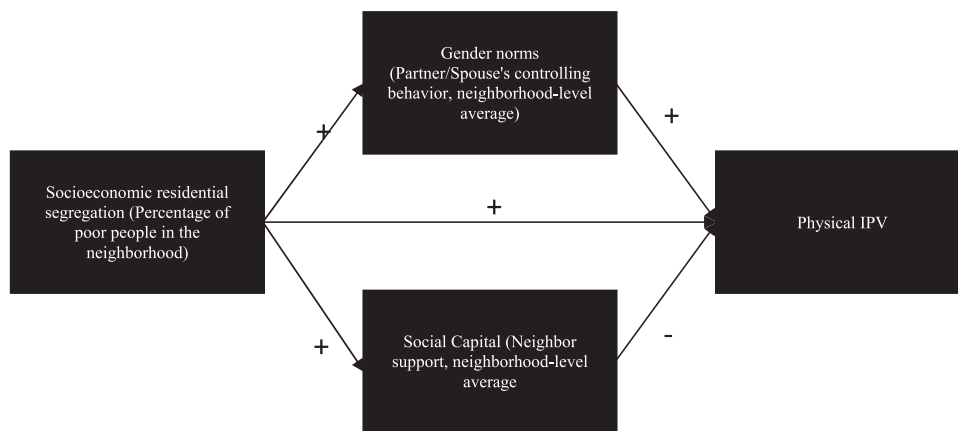 Gender norms
(Partner/Spouse's controlling
behavior, neighborhood-level
average)
+
+
Socioeconomic residential
segregation (Percentage of
poor people in the
neighborhood)
+
Physical IPV
+
-
Social Capital (Neighbor
support, neighborhood-level
average